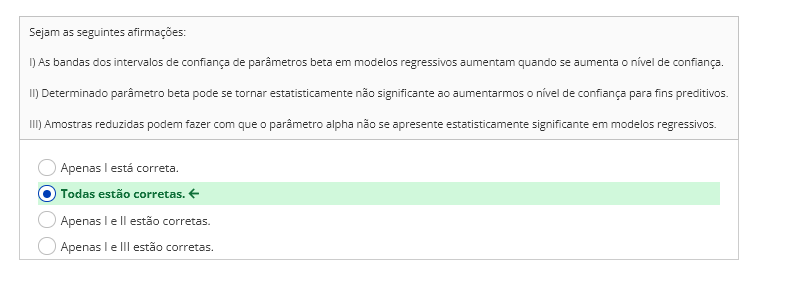 Sejam as seguintes afirmações:
I) As bandas dos intervalos de confiança de parâmetros beta em modelos regressivos aumentam quando se aumenta o nível de confiança.
II) Determinado parâmetro beta pode se tornar estatisticamente não significante ao aumentarmos o nível de confiança para fins preditivos.
III) Amostras reduzidas podem fazer com que o parâmetro alpha não se apresente estatisticamente significante em modelos regressivos.
Apenas I está correta.
Todas estão corretas. ←
Apenas I e II estão corretas.
Apenas I e III estão corretas.